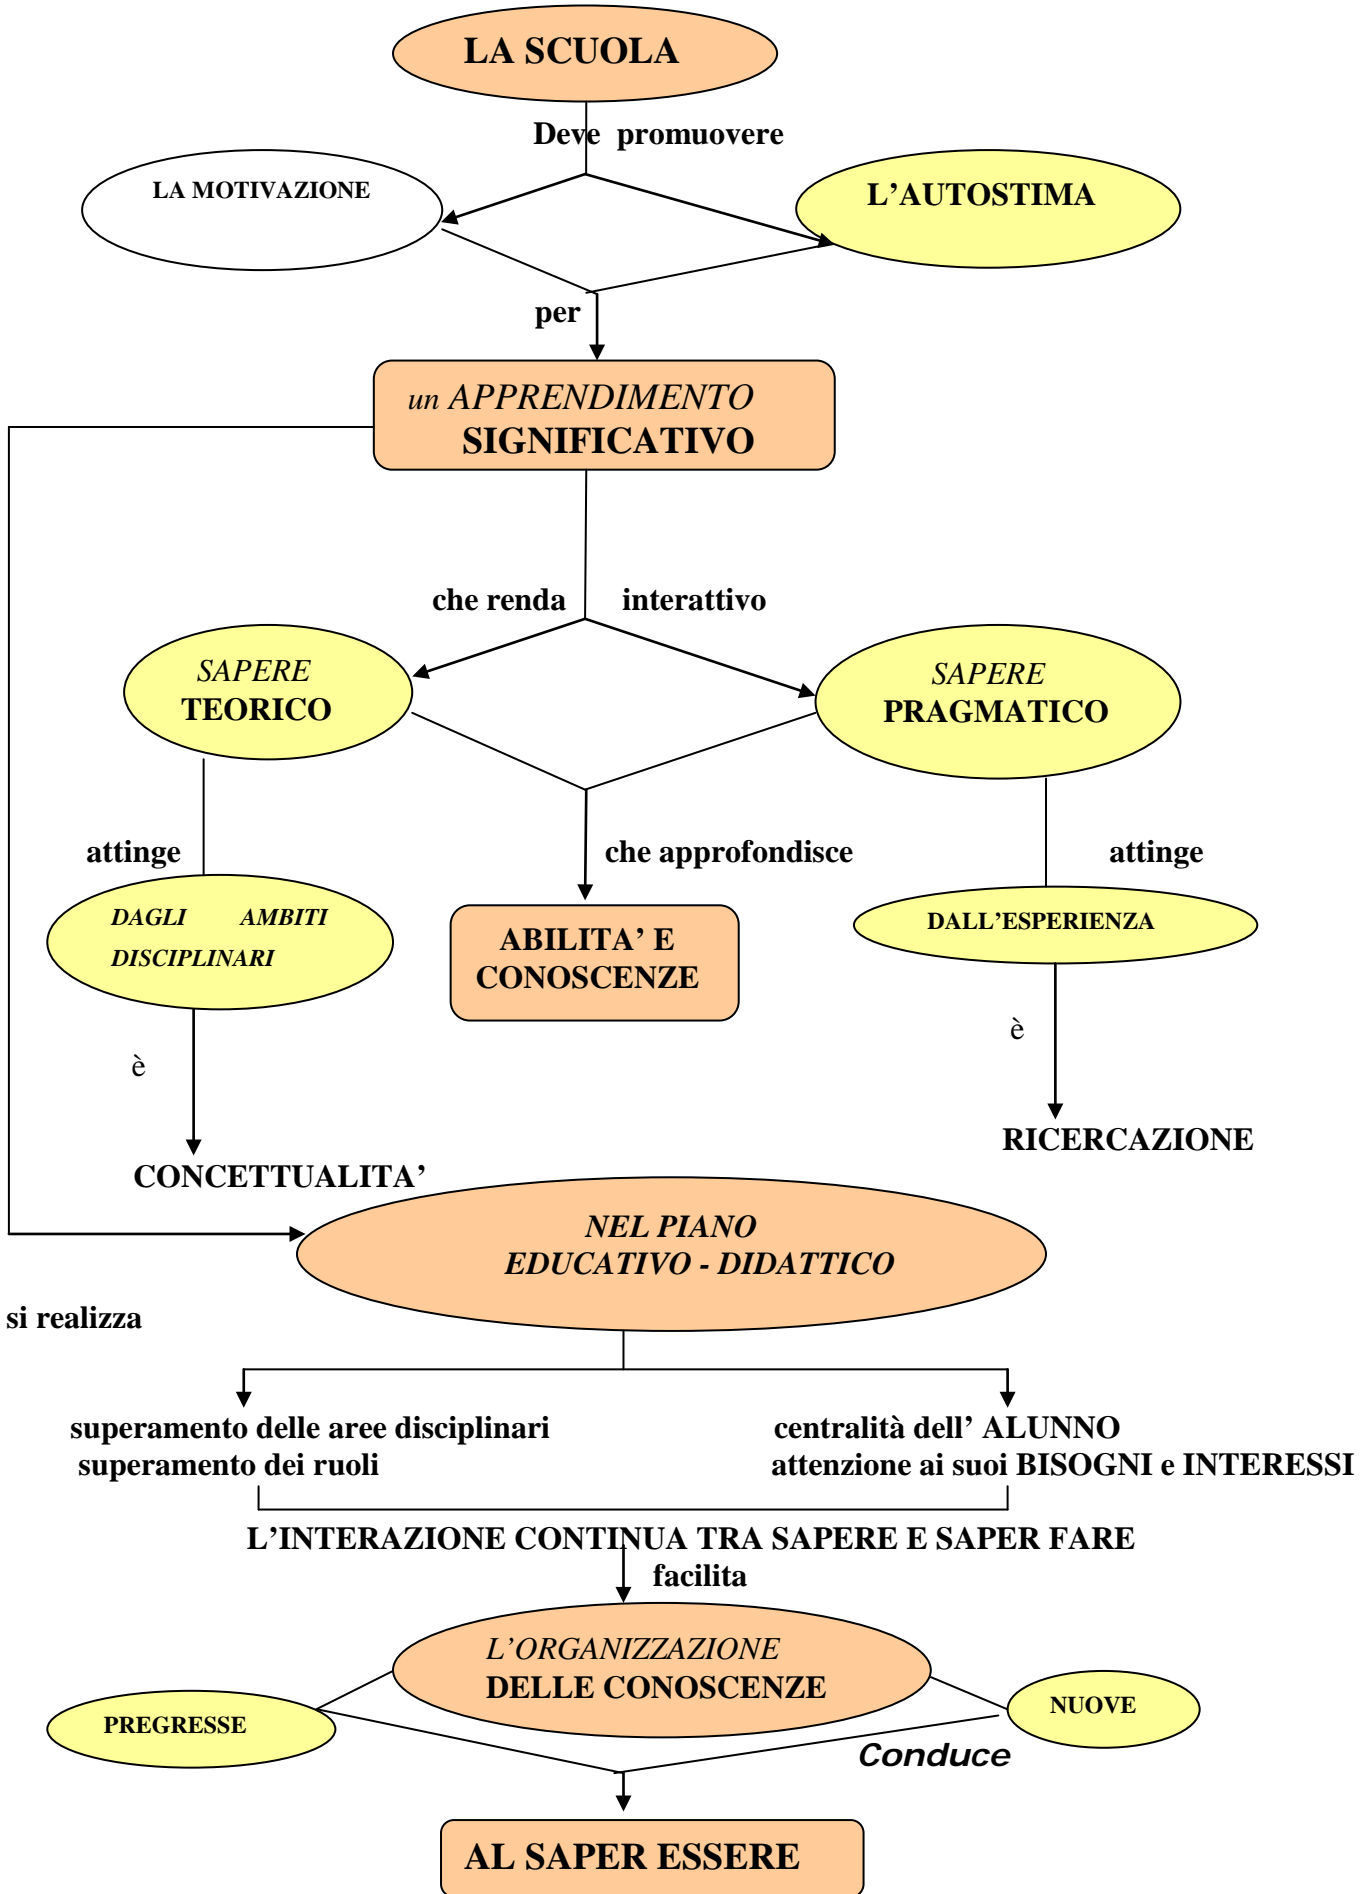 LA SCUOLA
Deve promuovere
LA MOTIVAZIONE
L’AUTOSTIMA
per
un APPRENDIMENTO
SIGNIFICATIVO
che renda interattivo
SAPERE
TEORICO
SAPERE
PRAGMATICO
attinge
che approfondisce
attinge
DAGLI AMBITI
DISCIPLINARI
ABILITA’ E
CONOSCENZE
DALL’ESPERIENZA
è
è
RICERCAZIONE
CONCETTUALITA’
NEL PIANO
EDUCATIVO - DIDATTICO
si realizza
superamento delle aree disciplinari
superamento dei ruoli
centralità dell’ ALUNNO
attenzione ai suoi BISOGNI e INTERESSI
L’INTERAZIONE CONTINUA TRA SAPERE E SAPER FARE
facilita
L’ORGANIZZAZIONE
DELLE CONOSCENZE
PREGRESSE
NUOVE
Conduce
AL SAPER ESSERE